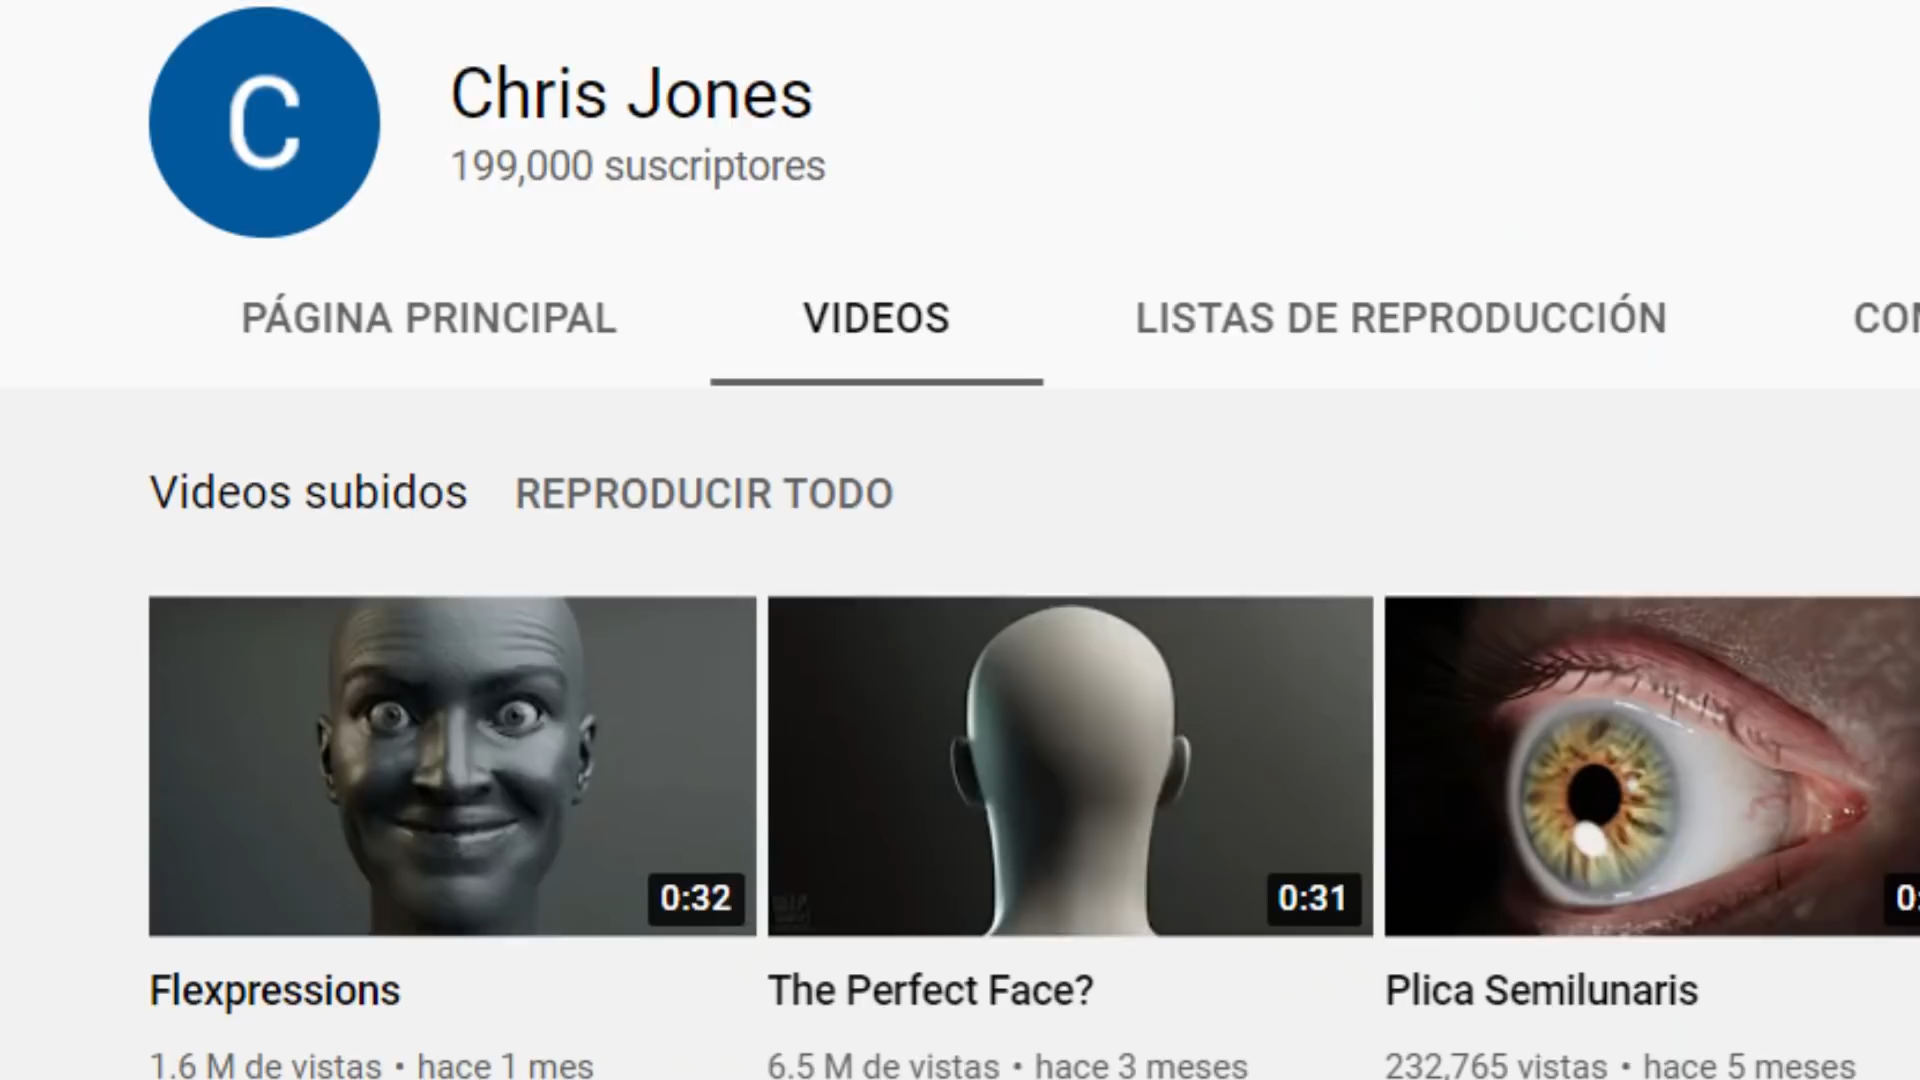 C
Chris Jones
199,000 suscriptores
PÁGINA PRINCIPAL VIDEOS LISTAS DE REPRODUCCIÓN
Videos subidos REPRODUCIR TODO
0:32 0:31
Flexpressions The Perfect Face? Plica Semilunaris
1.6 M de vistas • hace 1 mes 6.5 M de vistas • hace 3 meses 232,765 vistas • hace 5 meses